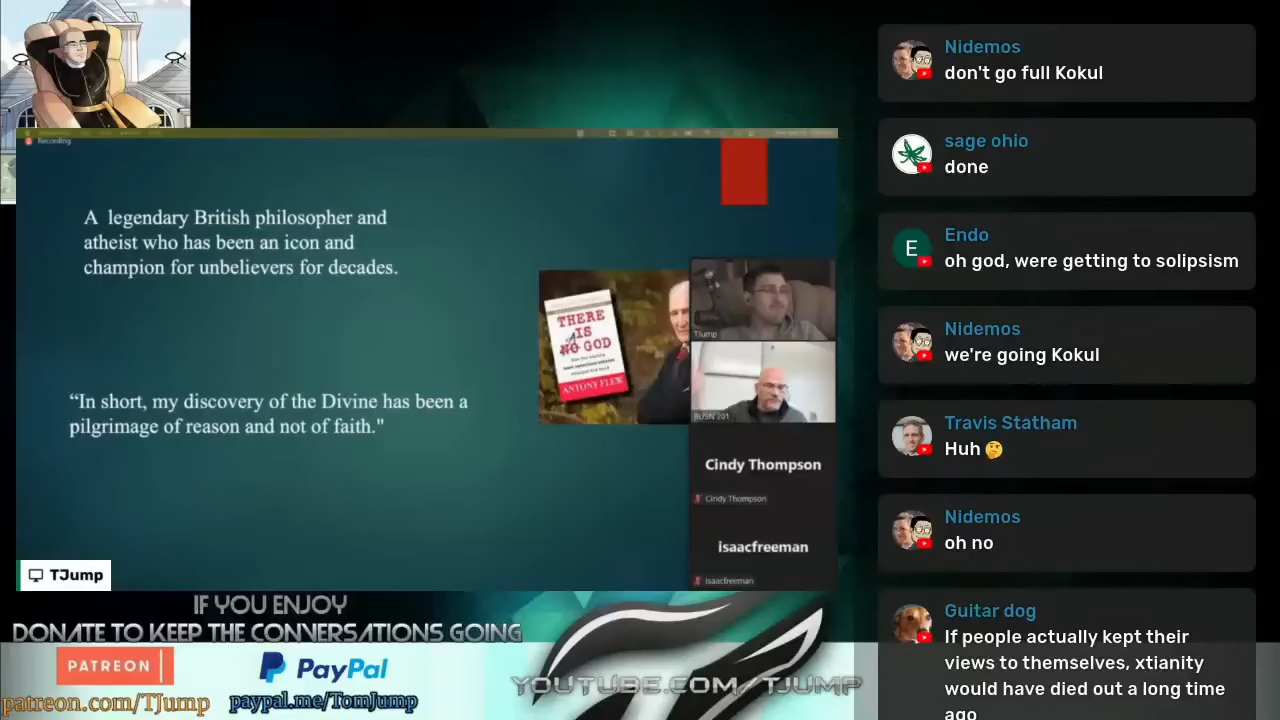 Recording
A legendary British philosopher and
atheist who has been an icon and
champion for unbelievers for decades.
“In short, my discovery of the Divine has been a
pilgrimage of reason and not of faith."
THERE
IS
NO GOD
ANTONY FLEW
TJump
BUSN 201
Cindy Thompson
Cindy Thompson
isaacfreeman
isaacfreeman
TJump
IF YOU ENJOY
DONATE TO KEEP THE CONVERSATIONS GOING
PATREON
PayPal
patreon.com/TJump
paypal.me/TomJump
YOUTUBE.COM/TJUMP
Nidemos
don't go full Kokul
sage ohio
done
E
Endo
oh god, were getting to solipsism
Nidemos
we're going Kokul
Travis Statham
Huh 🤔
Nidemos
oh no
Guitar dog
If people actually kept their
views to themselves, xtianity
would have died out a long time
ago